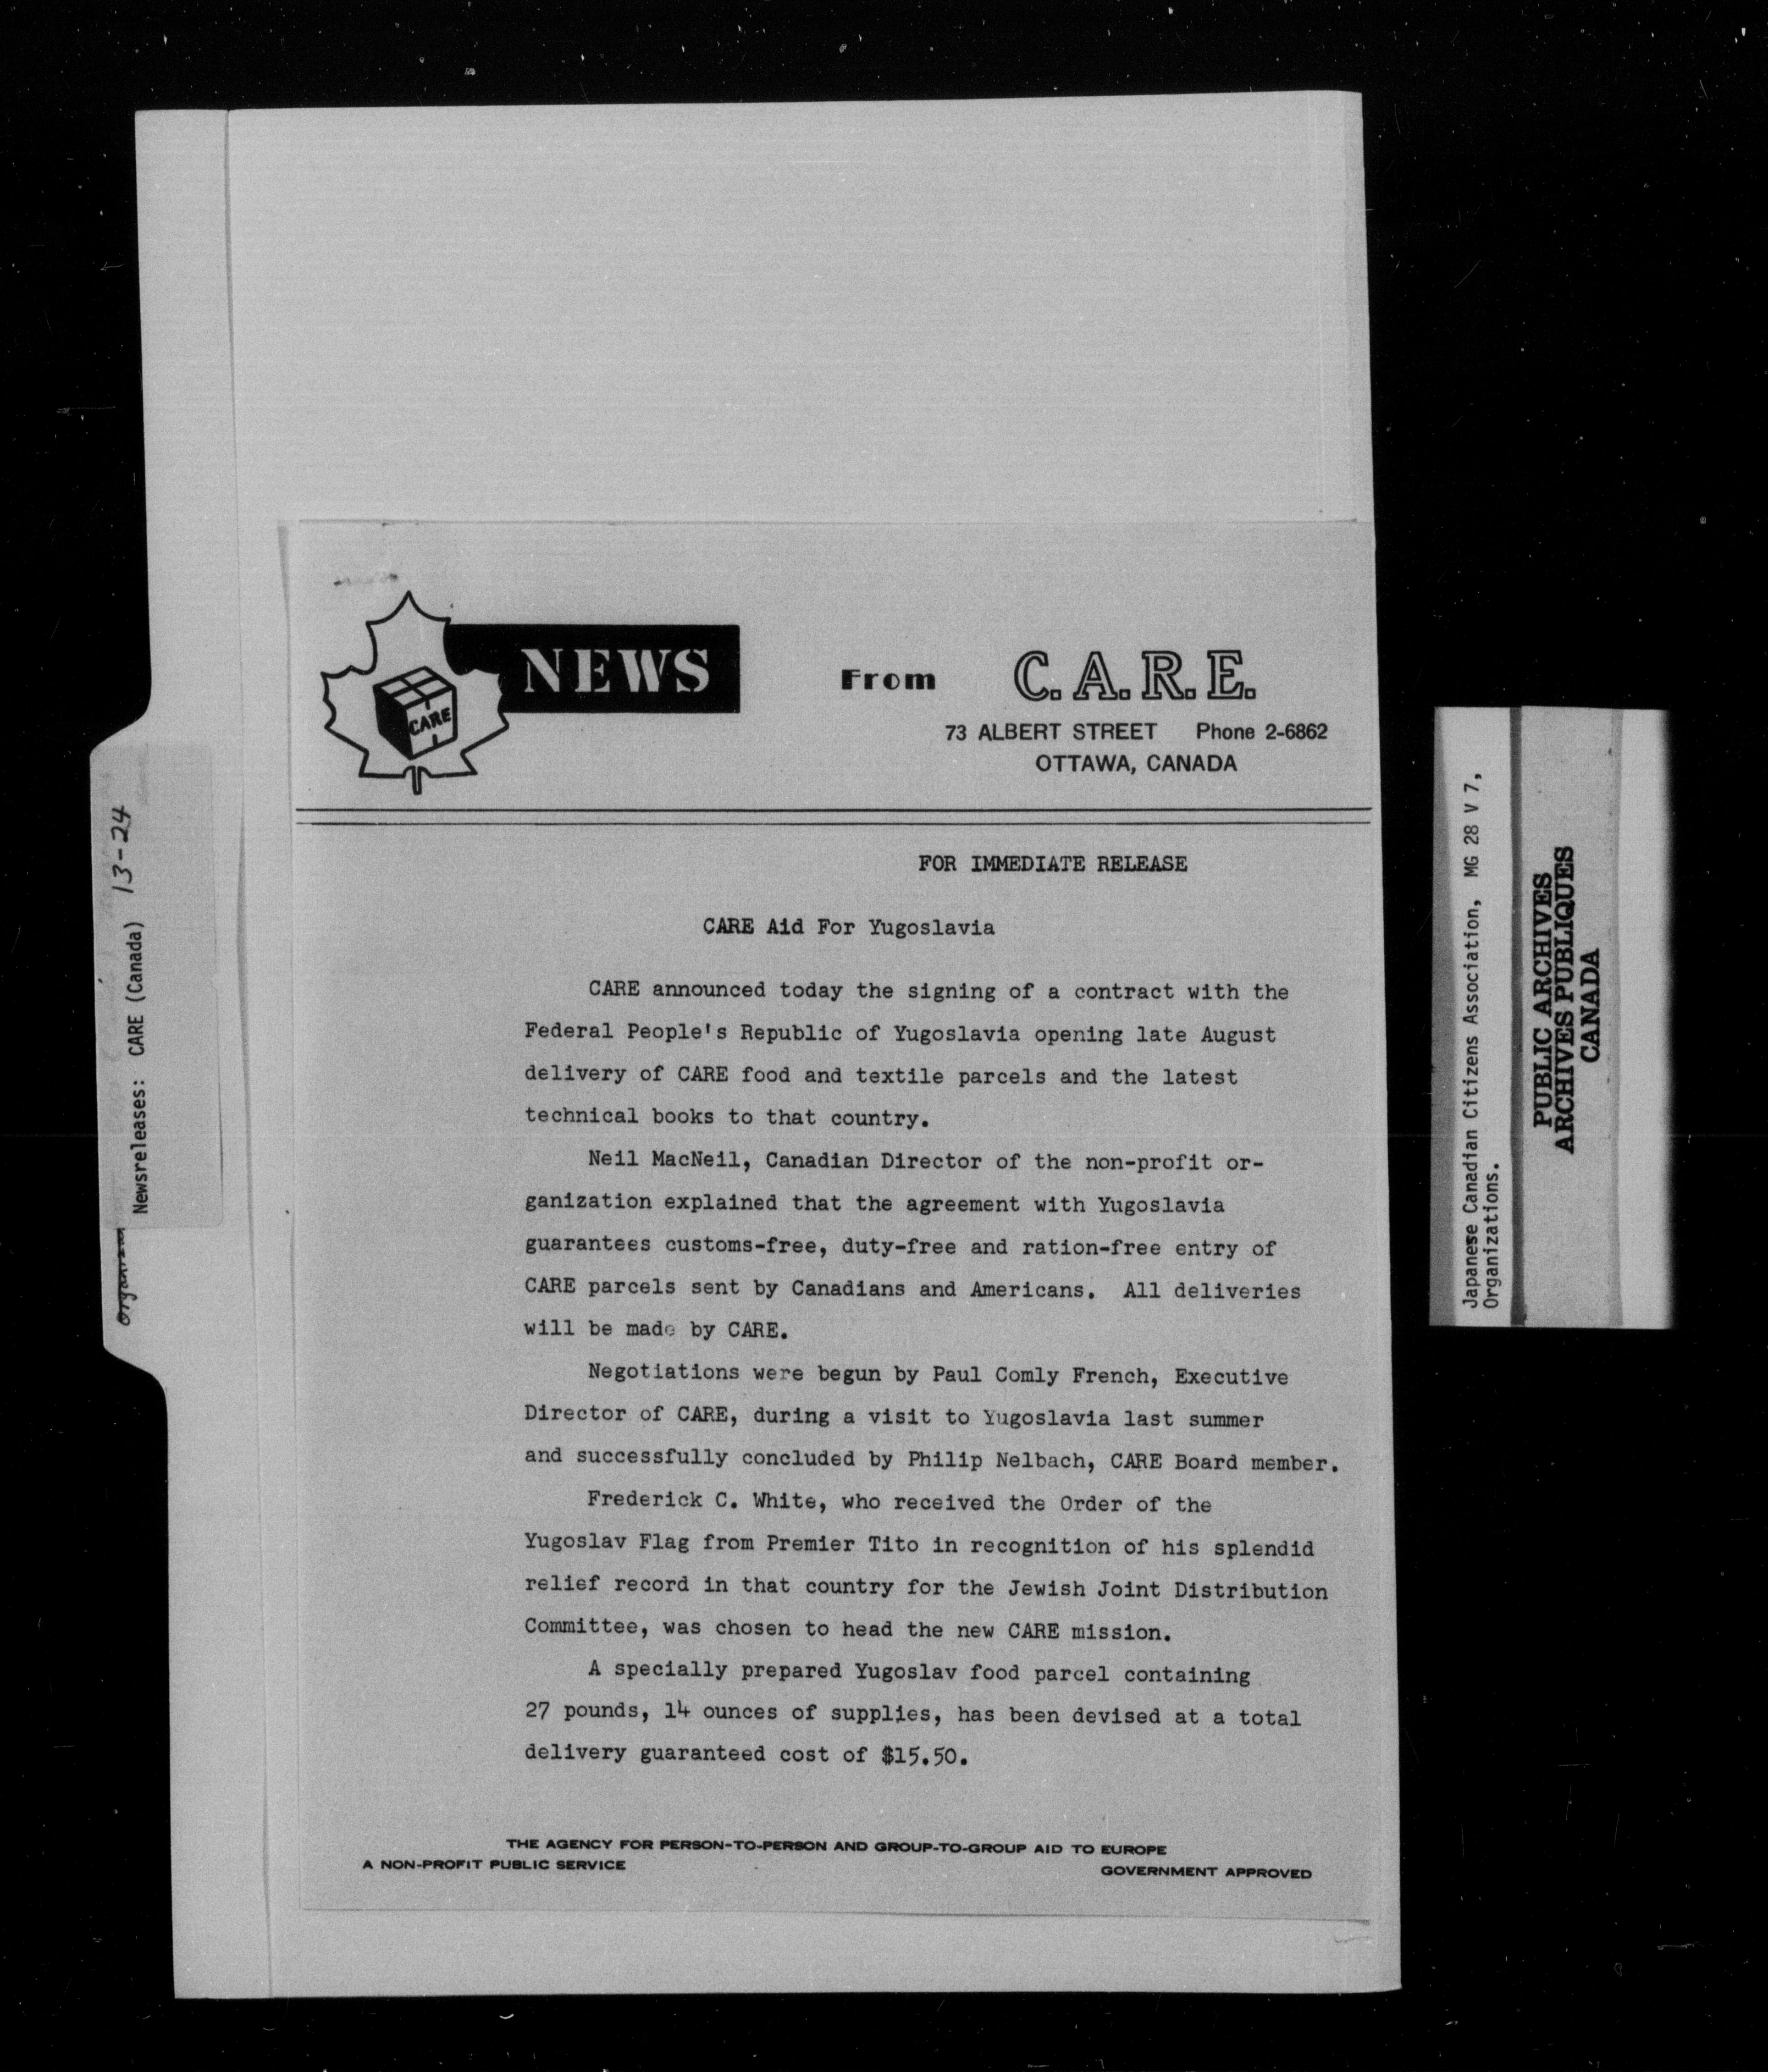 NEWS
From C.A.R.E.
CARE
73 ALBERT STREET Phone 2-6862
OTTAWA, CANADA
FOR IMMEDIATE RELEASE
CARE Aid For Yugoslavia
CARE announced today the signing of a contract with the
Federal People's Republic of Yugoslavia opening late August
delivery of CARE food and textile parcels and the latest
technical books to that country.
Neil MacNeil, Canadian Director of the non-profit or-
ganization explained that the agreement with Yugoslavia
guarantees customs-free, duty-free and ration-free entry of
CARE parcels sent by Canadians and Americans. All deliveries
will be made by CARE.
Negotiations were begun by Paul Comly French, Executive
Director of CARE, during a visit to Yugoslavia last summer
and successfully concluded by Philip Nelbach, CARE Board member.
Frederick C. White, who received the Order of the
Yugoslav Flag from Premier Tito in recognition of his splendid
relief record in that country for the Jewish Joint Distribution
Committee, was chosen to head the new CARE mission.
A specially prepared Yugoslav food parcel containing
27 pounds, 14 ounces of supplies, has been devised at a total
delivery guaranteed cost of $15.50.
THE AGENCY FOR PERSON-TO-PERSON AND GROUP-TO-GROUP AID TO EUROPE
A NON-PROFIT PUBLIC SERVICE
GOVERNMENT APPROVED
Newsreleases: CARE (Canada) 13-24
Japanese Canadian Citizens Association, MG 28 V 7,
Organizations.
PUBLIC ARCHIVES
ARCHIVES PUBLIQUES
CANADA